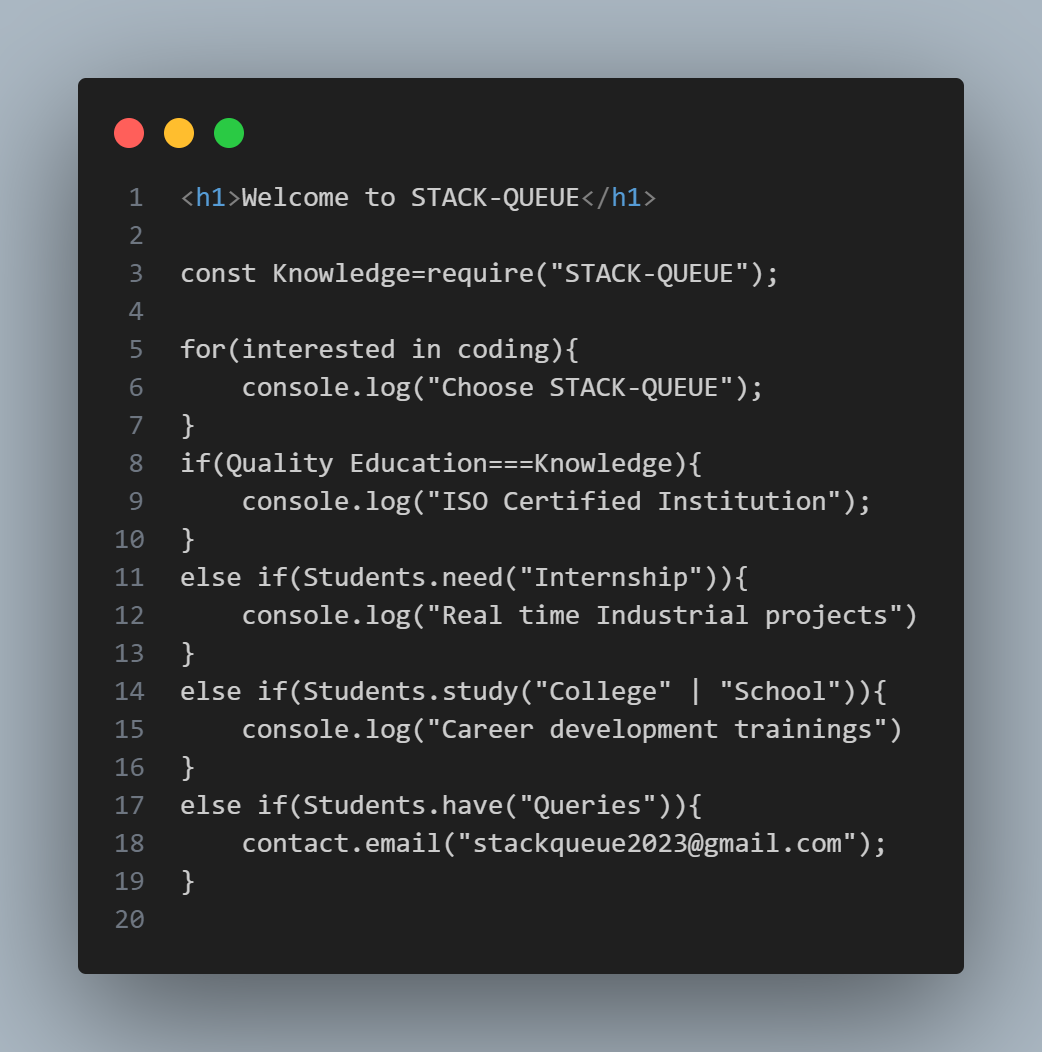 1 <h1>Welcome to STACK-QUEUE</h1>
2
3 const Knowledge=require("STACK-QUEUE");
4
5 for(interested in coding){
6     console.log("Choose STACK-QUEUE");
7 }
8 if(Quality Education===Knowledge){
9     console.log("ISO Certified Institution");
10 }
11 else if(Students.need("Internship")){
12     console.log("Real time Industrial projects")
13 }
14 else if(Students.study("College" | "School")){
15     console.log("Career development trainings")
16 }
17 else if(Students.have("Queries")){
18     contact.email("stackqueue2023@gmail.com");
19 }
20